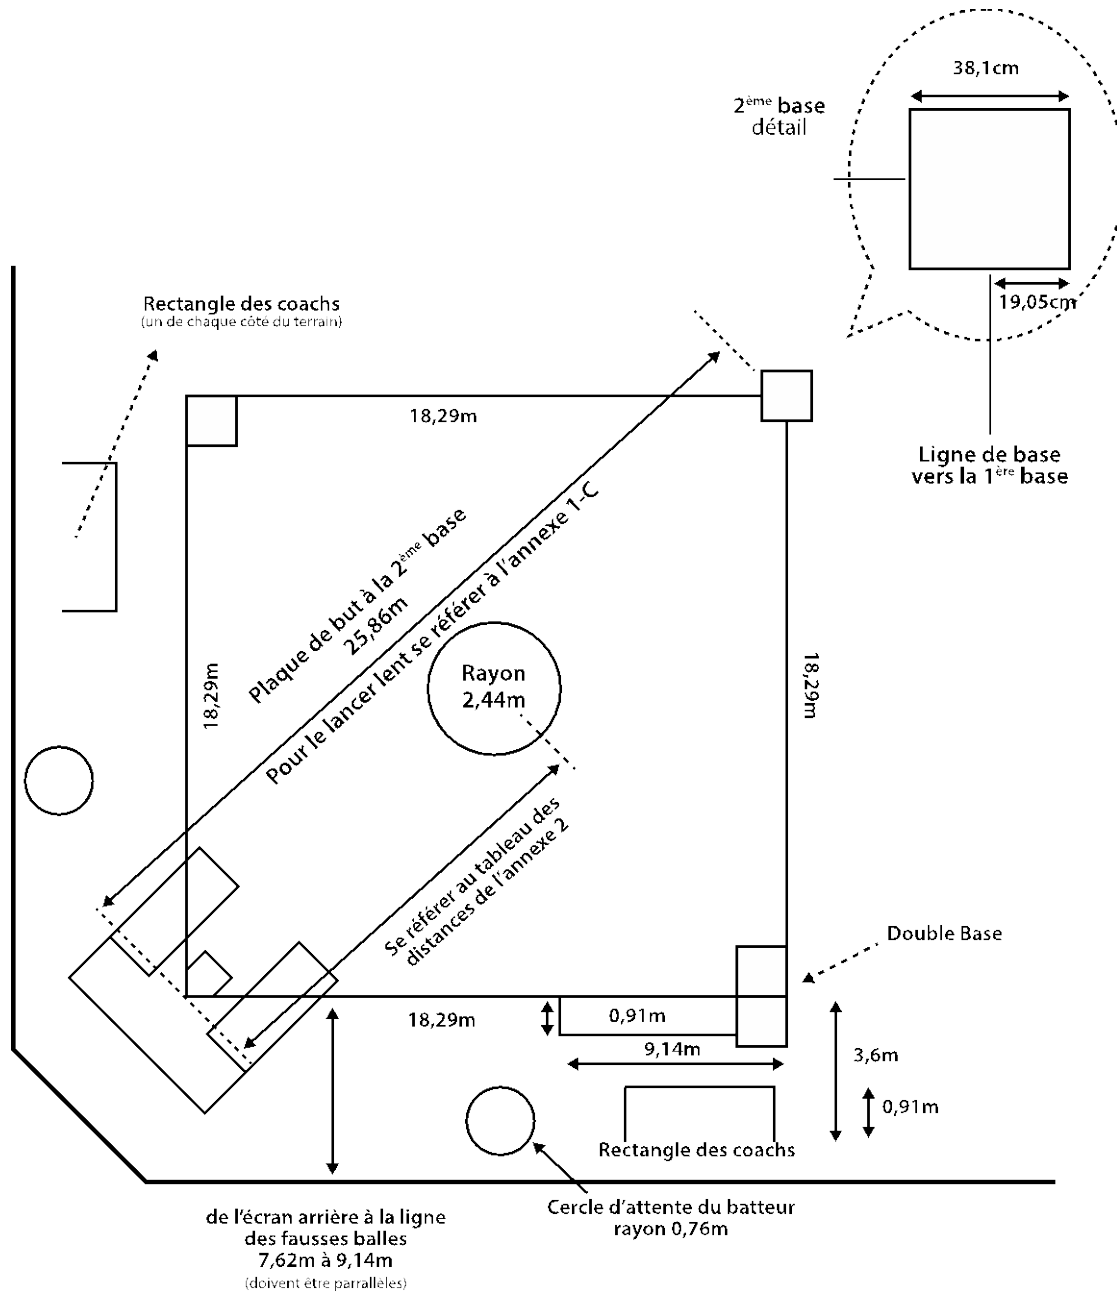 38,1cm
2ème base
détail
19,05cm
Ligne de base
vers la 1ère base
Rectangle des coachs
(un de chaque côté du terrain)
18,29m
Plaque de but à la 2ème base
25,86m
Pour le lancer lent se référer à l'annexe 1-C
Rayon
2,44m
18,29m
18,29m
Se référer au tableau des
distances de l'annexe 2
Double Base
18,29m
0,91m
9,14m
3,6m
0,91m
Rectangle des coachs
Cercle d'attente du batteur
rayon 0,76m
de l'écran arrière à la ligne
des fausses balles
7,62m à 9,14m
(doivent être parrallèles)